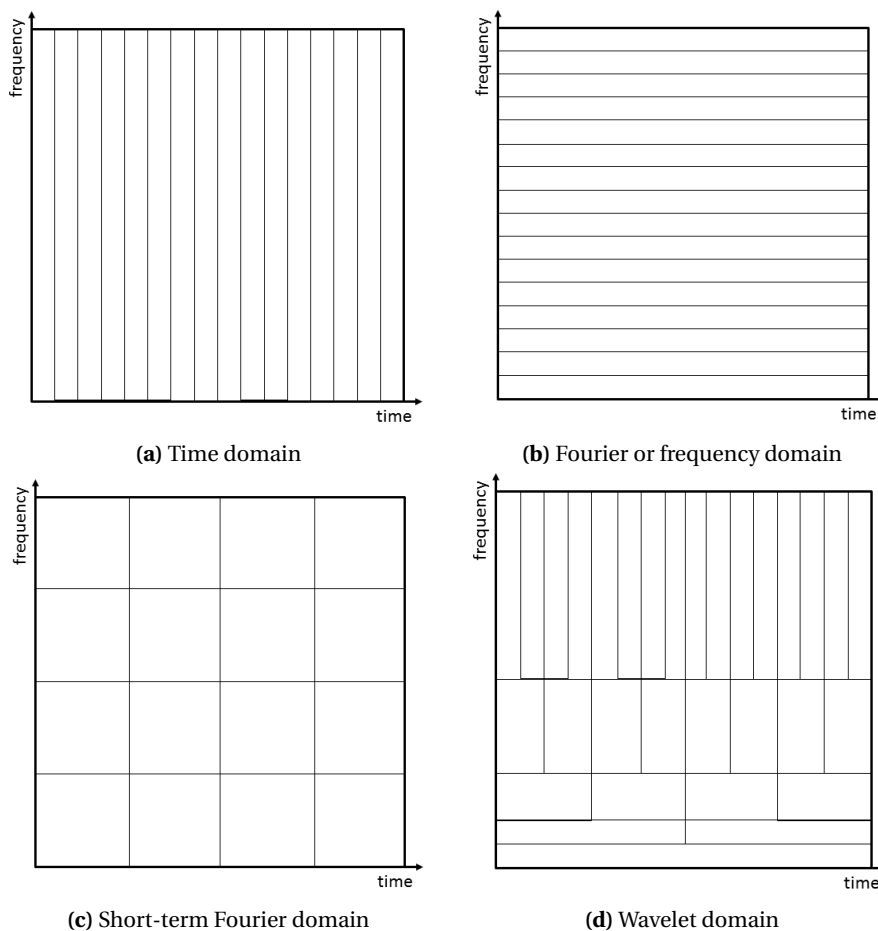 frequency
time
(a) Time domain
frequency
time
(b) Fourier or frequency domain
frequency
time
(c) Short-term Fourier domain
frequency
time
(d) Wavelet domain